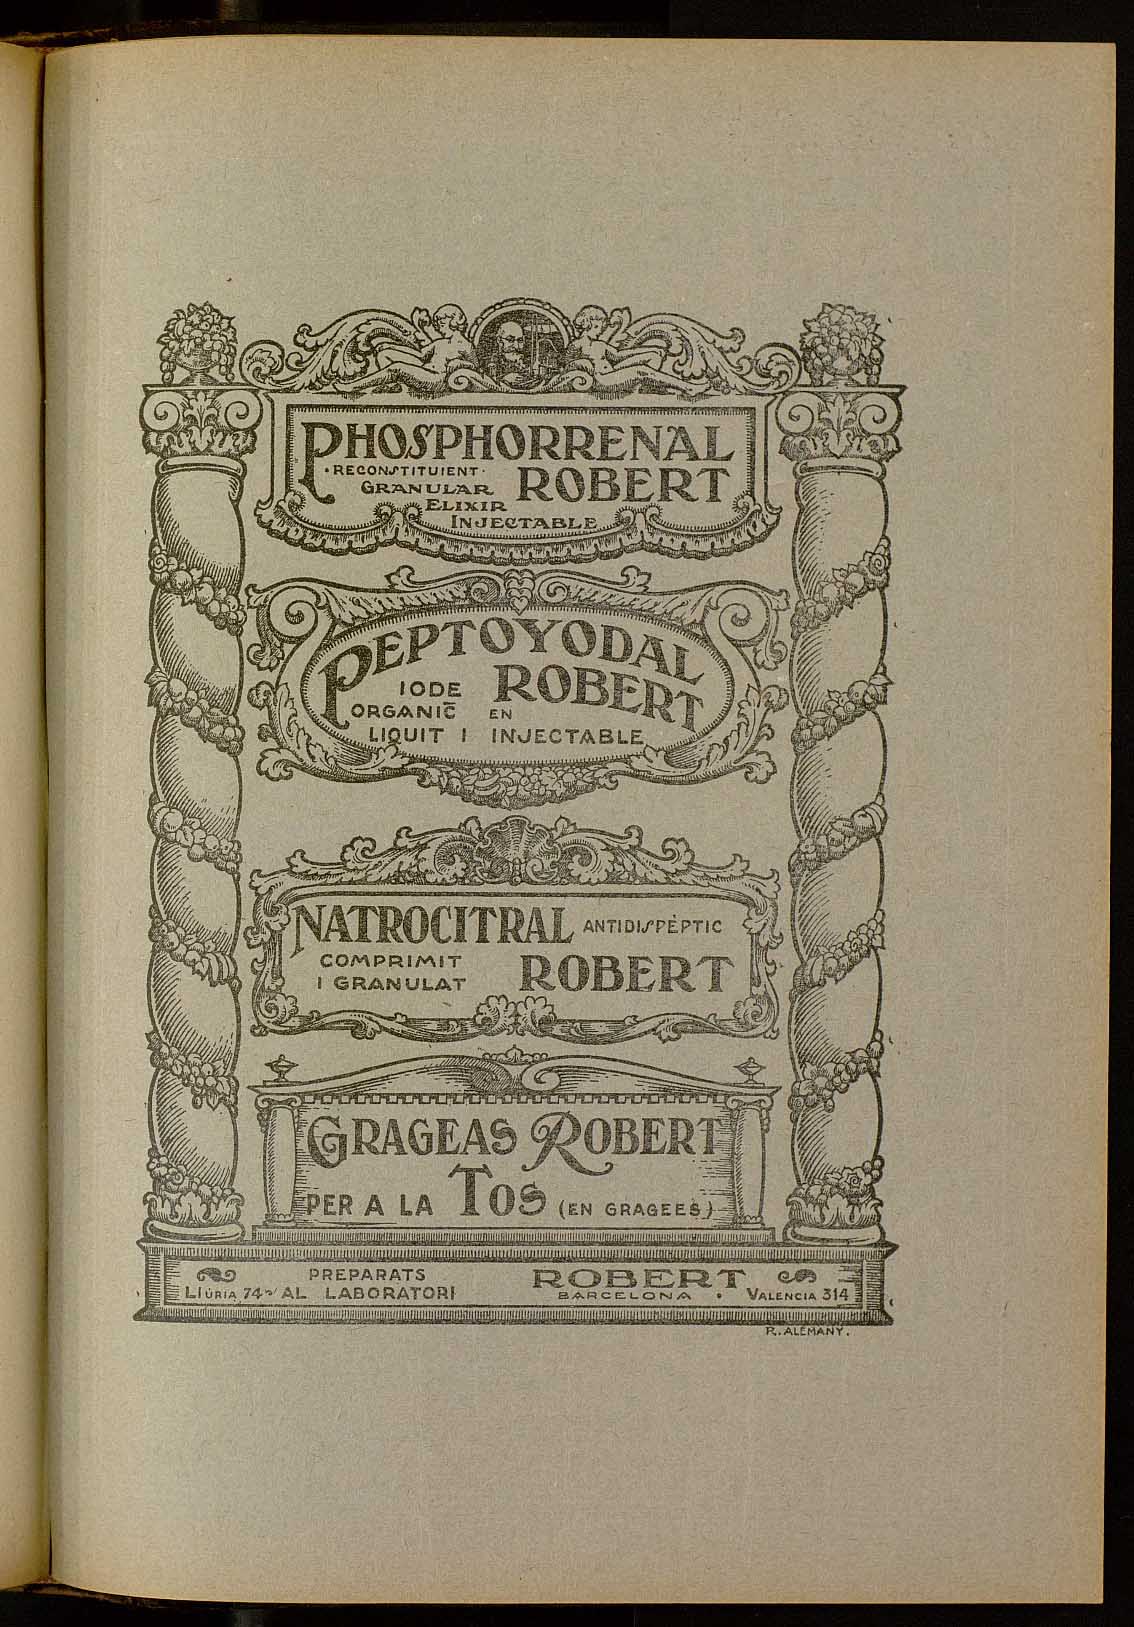 PHOSPHORRENAL
·RECONSTITUIENT· ROBERT
GRANULAR
ELIXIR
INJECTABLE
PEPTOYODAL
IODE ROBERT
ORGANIC EN
LIQUIT I INJECTABLE
NATROCITRAL ANTIDISPÈPTIC
COMPRIMIT ROBERT
I GRANULAT
GRAGEAS ROBERT
PER A LA TOS (EN GRAGEES)
PREPARATS ROBERT
LlÚRIA 74 AL LABORATORI BARCELONA • VALENCIA 314
R. ALEMANY.